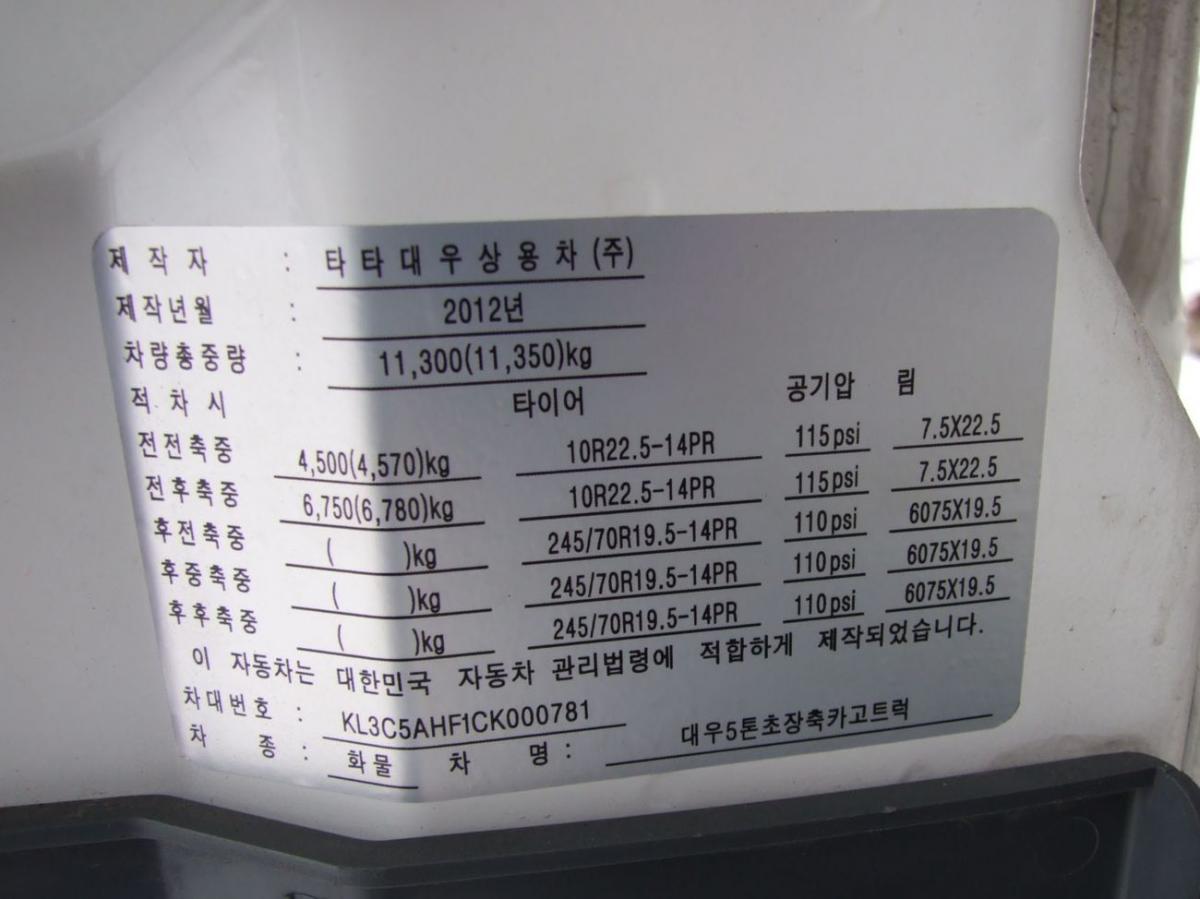 제 작 자 : 타타대우상용차(주)
제작년월 : 2012년
차량총중량 : 11,300(11,350)kg
적 차 시 타이어 공기압 림
전전축중 4,500(4,570)kg 10R22.5-14PR 115psi 7.5X22.5
전후축중 6,750(6,780)kg 10R22.5-14PR 115psi 7.5X22.5
후전축중 ( )kg 245/70R19.5-14PR 110psi 6075X19.5
후중축중 ( )kg 245/70R19.5-14PR 110psi 6075X19.5
후후축중 ( )kg 245/70R19.5-14PR 110psi 6075X19.5
이 자동차는 대한민국 자동차 관리법령에 적합하게 제작되었습니다.
차대번호 : KL3C5AHF1CK000781
차 종 : 화물 차 명 : 대우5톤초장축카고트럭